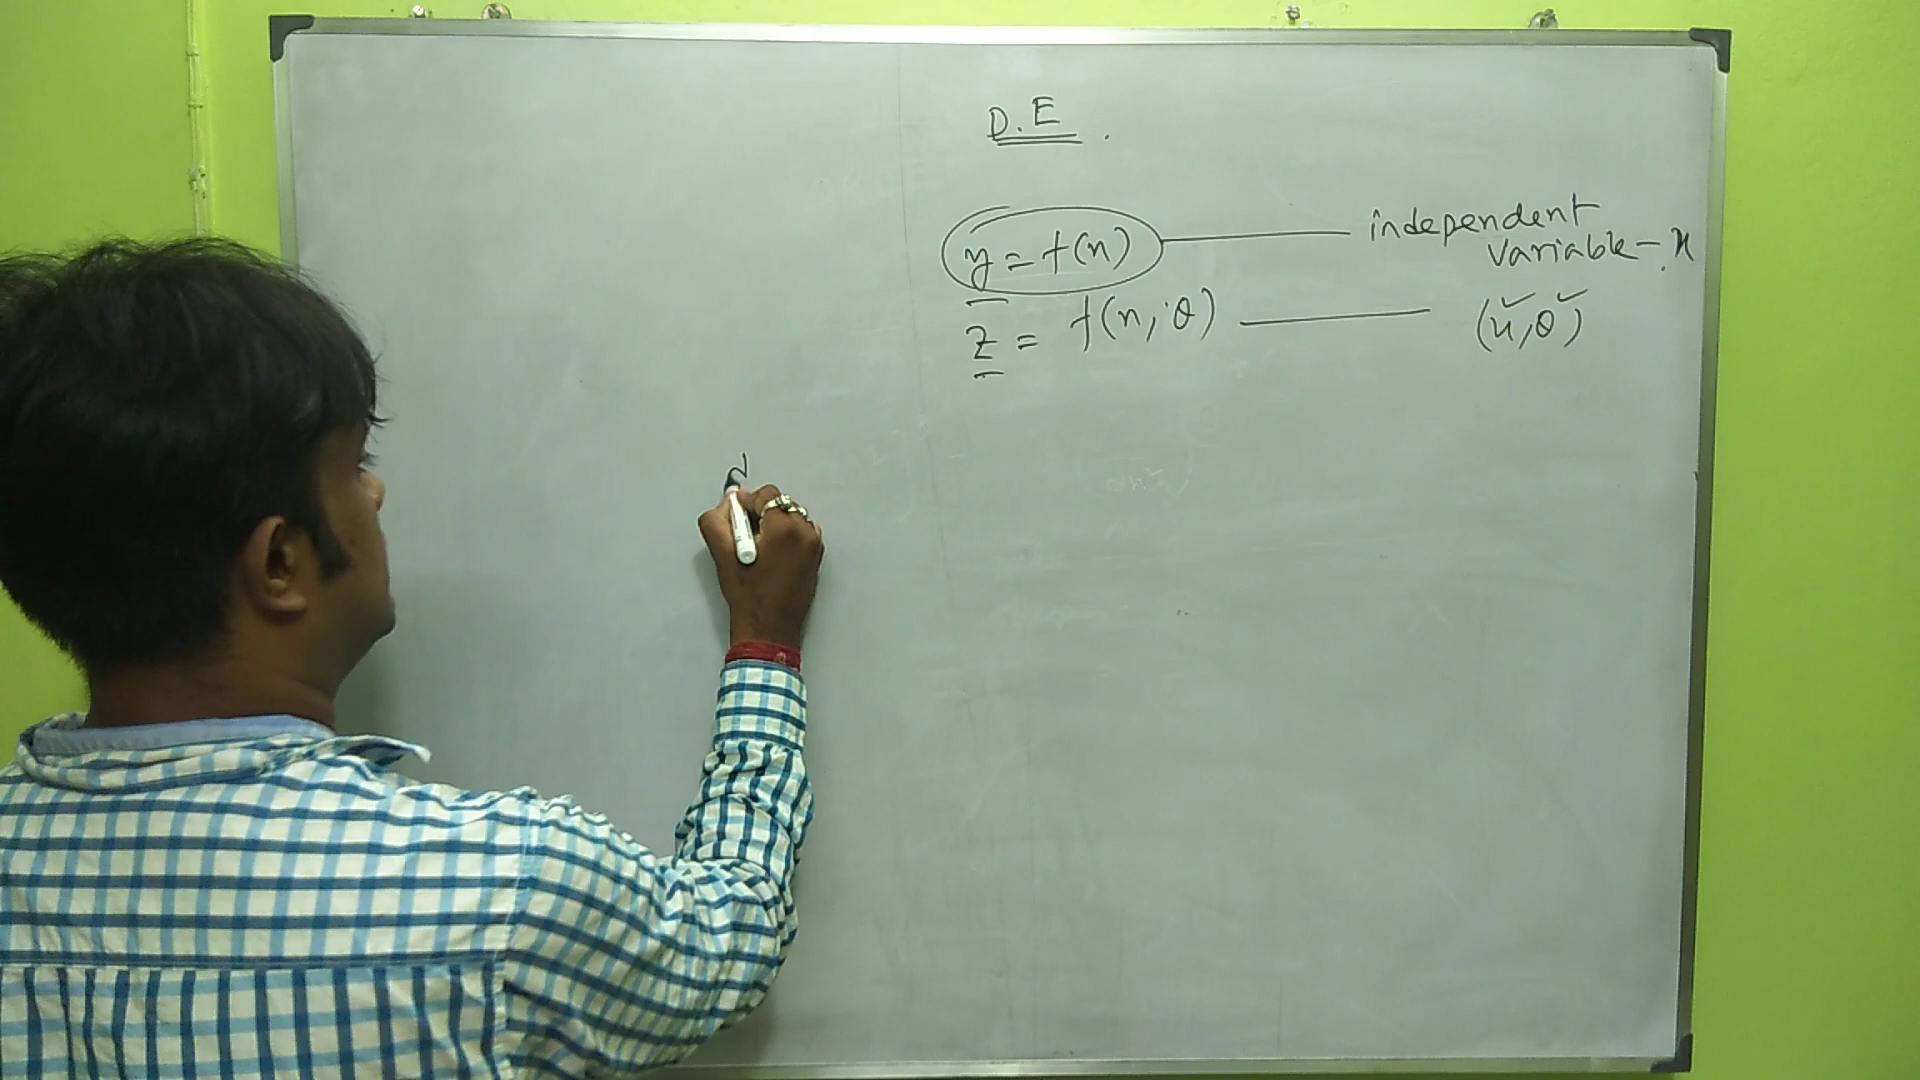 D.E.
y = f(x) — independent variable - x
z = f(x, θ) — (x, θ)
d